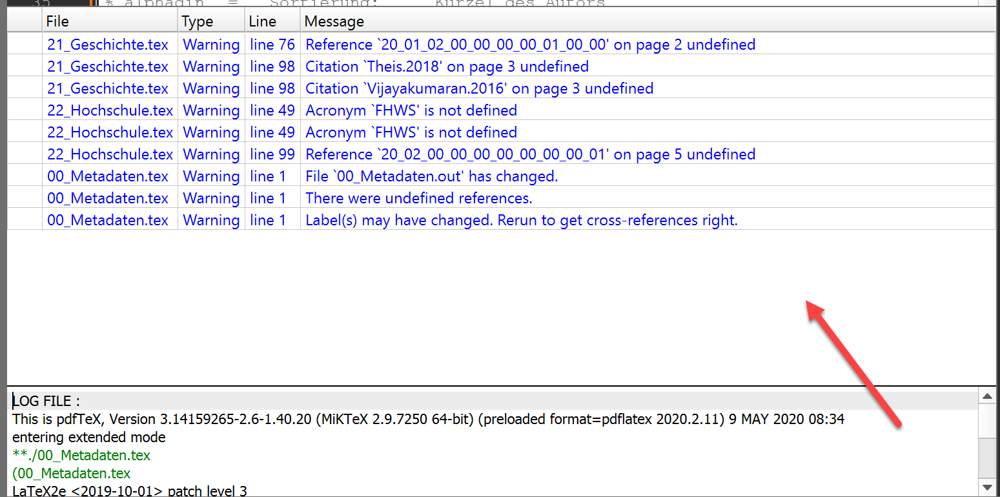 35 % alphadin = Sortierung: Kürzel des Autors
File Type Line Message
21_Geschichte.tex Warning line 76 Reference `20_01_02_00_00_00_00_01_00_00' on page 2 undefined
21_Geschichte.tex Warning line 98 Citation `Theis.2018' on page 3 undefined
21_Geschichte.tex Warning line 98 Citation `Vijayakumaran.2016' on page 3 undefined
22_Hochschule.tex Warning line 49 Acronym `FHWS' is not defined
22_Hochschule.tex Warning line 49 Acronym `FHWS' is not defined
22_Hochschule.tex Warning line 99 Reference `20_02_00_00_00_00_00_00_00_01' on page 5 undefined
00_Metadaten.tex Warning line 1 File `00_Metadaten.out' has changed.
00_Metadaten.tex Warning line 1 There were undefined references.
00_Metadaten.tex Warning line 1 Label(s) may have changed. Rerun to get cross-references right.
LOG FILE :
This is pdfTeX, Version 3.14159265-2.6-1.40.20 (MiKTeX 2.9.7250 64-bit) (preloaded format=pdflatex 2020.2.11) 9 MAY 2020 08:34
entering extended mode
**./00_Metadaten.tex
(00_Metadaten.tex
LaTeX2e <2019-10-01> patch level 3